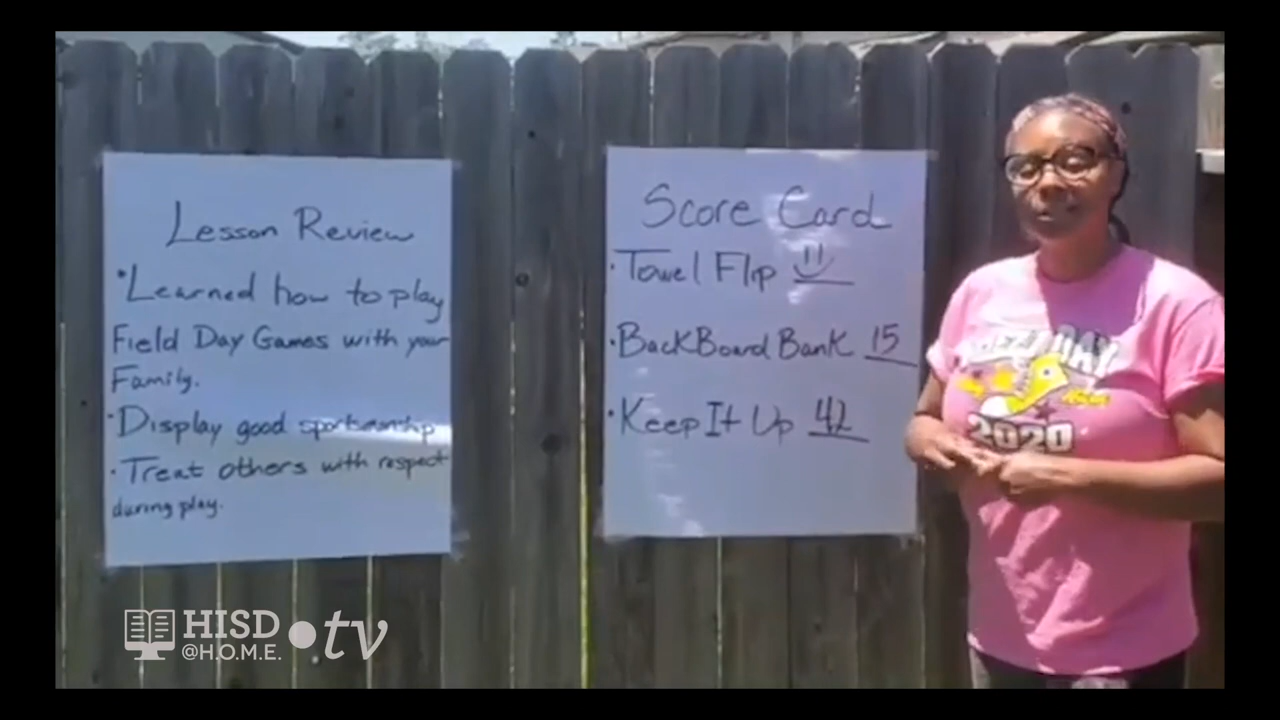 Lesson Review
• Learned how to play
Field Day Games with your
Family.
• Display good sportsmanship
• Treat others with respect
during play.
Score Card
• Towel Flip
• BackBoard Bank 15
• Keep It Up 42
DAY
2020
HISD
@H.O.M.E.
•tv